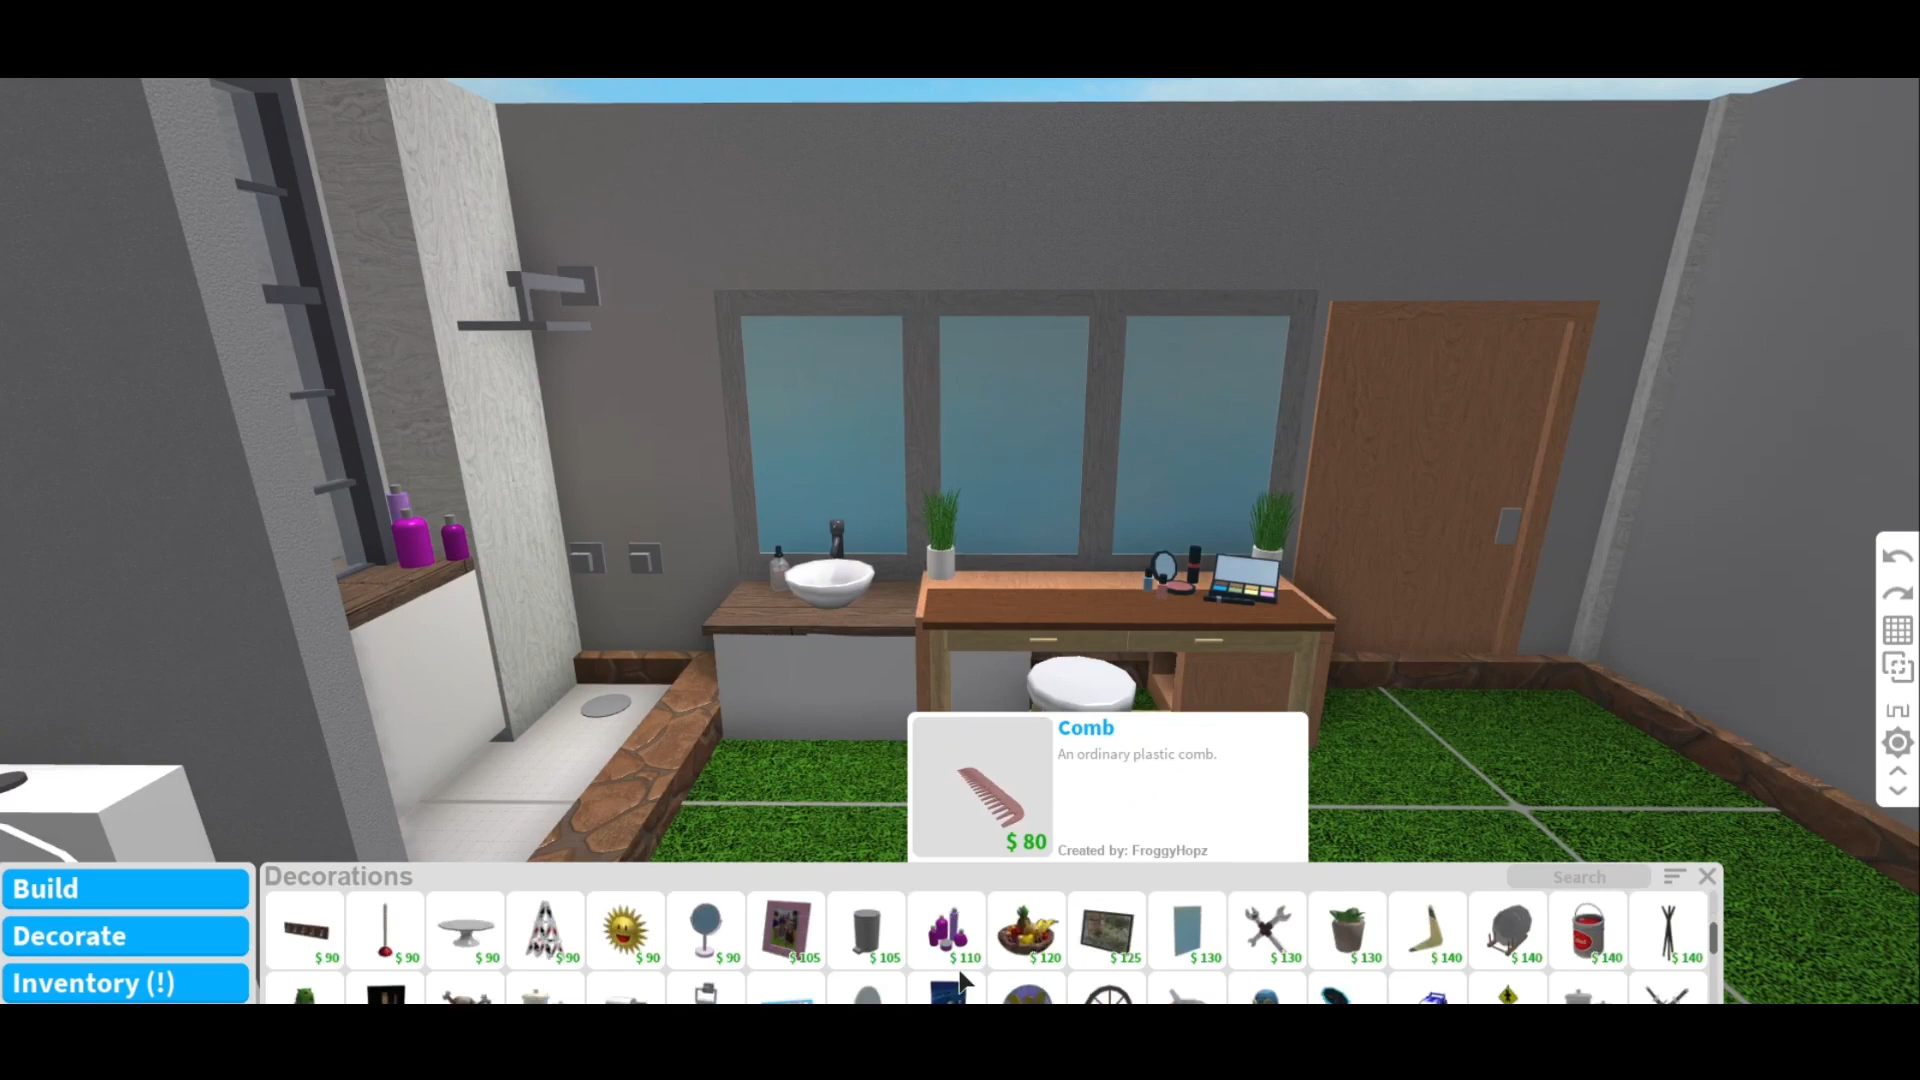 Comb
An ordinary plastic comb.
$ 80
Created by: FroggyHopz
Build
Decorate
Inventory (!)
Decorations
Search
$ 90
$ 90
$ 90
$ 90
$ 90
$ 90
$ 105
$ 105
$ 110
$ 120
$ 125
$ 130
$ 130
$ 130
$ 140
$ 140
$ 140
$ 140